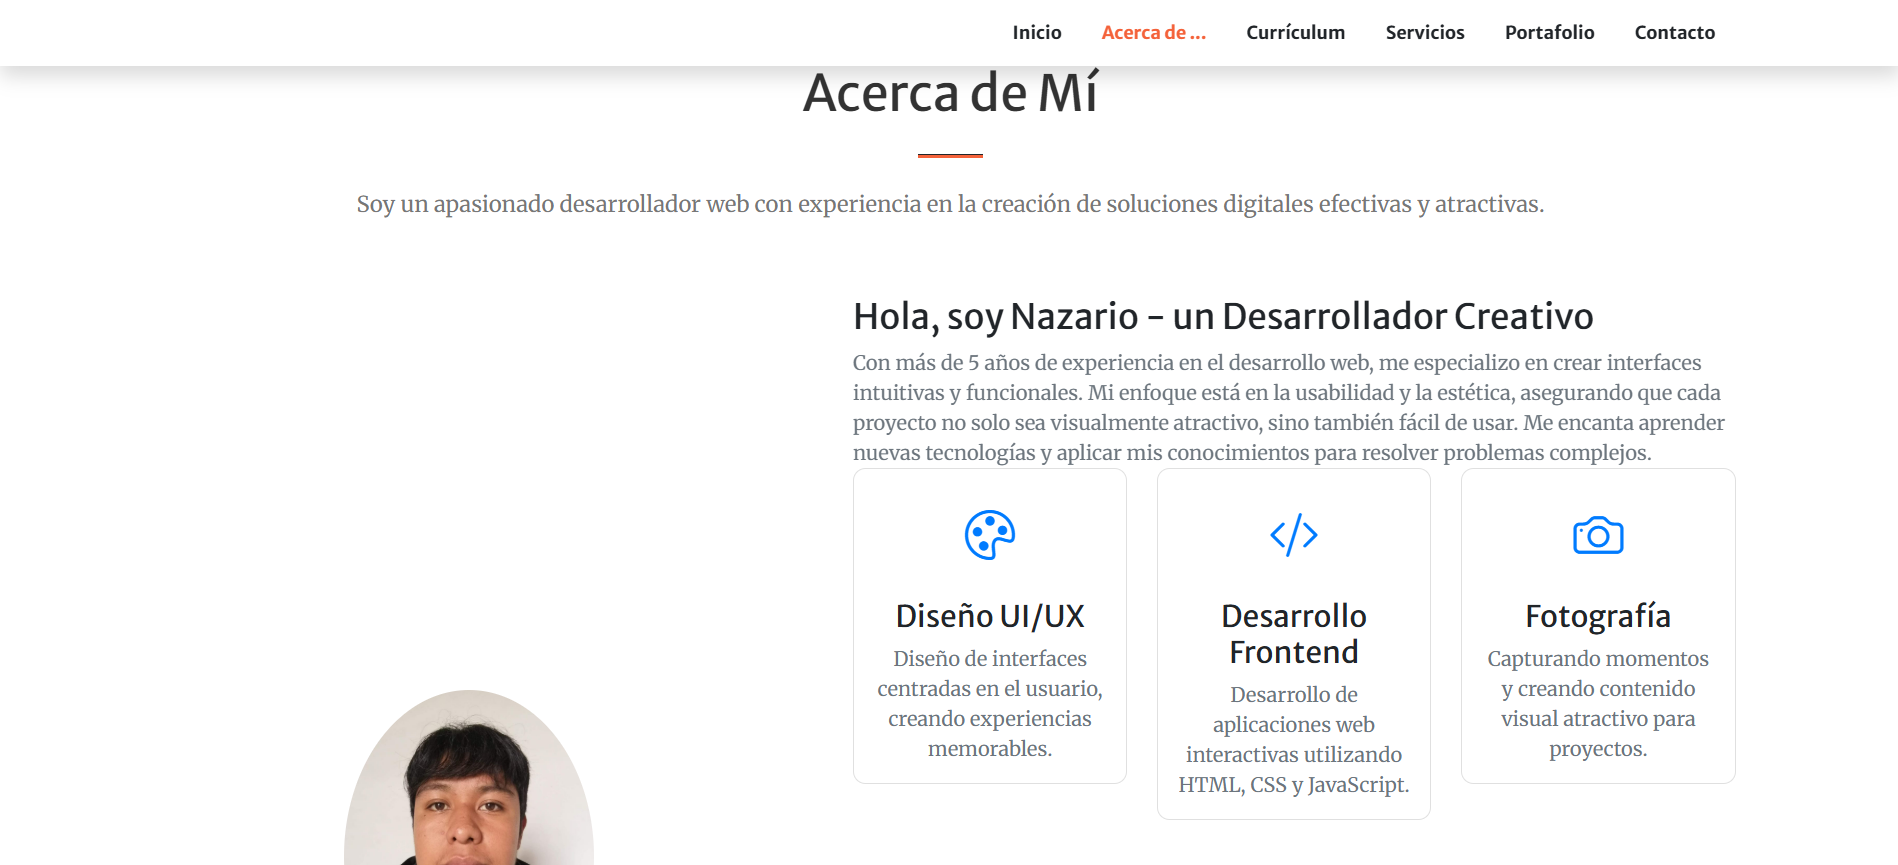 Inicio Acerca de ... Currículum Servicios Portafolio Contacto
Acerca de Mí
Soy un apasionado desarrollador web con experiencia en la creación de soluciones digitales efectivas y atractivas.
Hola, soy Nazario - un Desarrollador Creativo
Con más de 5 años de experiencia en el desarrollo web, me especializo en crear interfaces
intuitivas y funcionales. Mi enfoque está en la usabilidad y la estética, asegurando que cada
proyecto no solo sea visualmente atractivo, sino también fácil de usar. Me encanta aprender
nuevas tecnologías y aplicar mis conocimientos para resolver problemas complejos.
Diseño UI/UX
Diseño de interfaces
centradas en el usuario,
creando experiencias
memorables.
Desarrollo
Frontend
Desarrollo de
aplicaciones web
interactivas utilizando
HTML, CSS y JavaScript.
Fotografía
Capturando momentos
y creando contenido
visual atractivo para
proyectos.